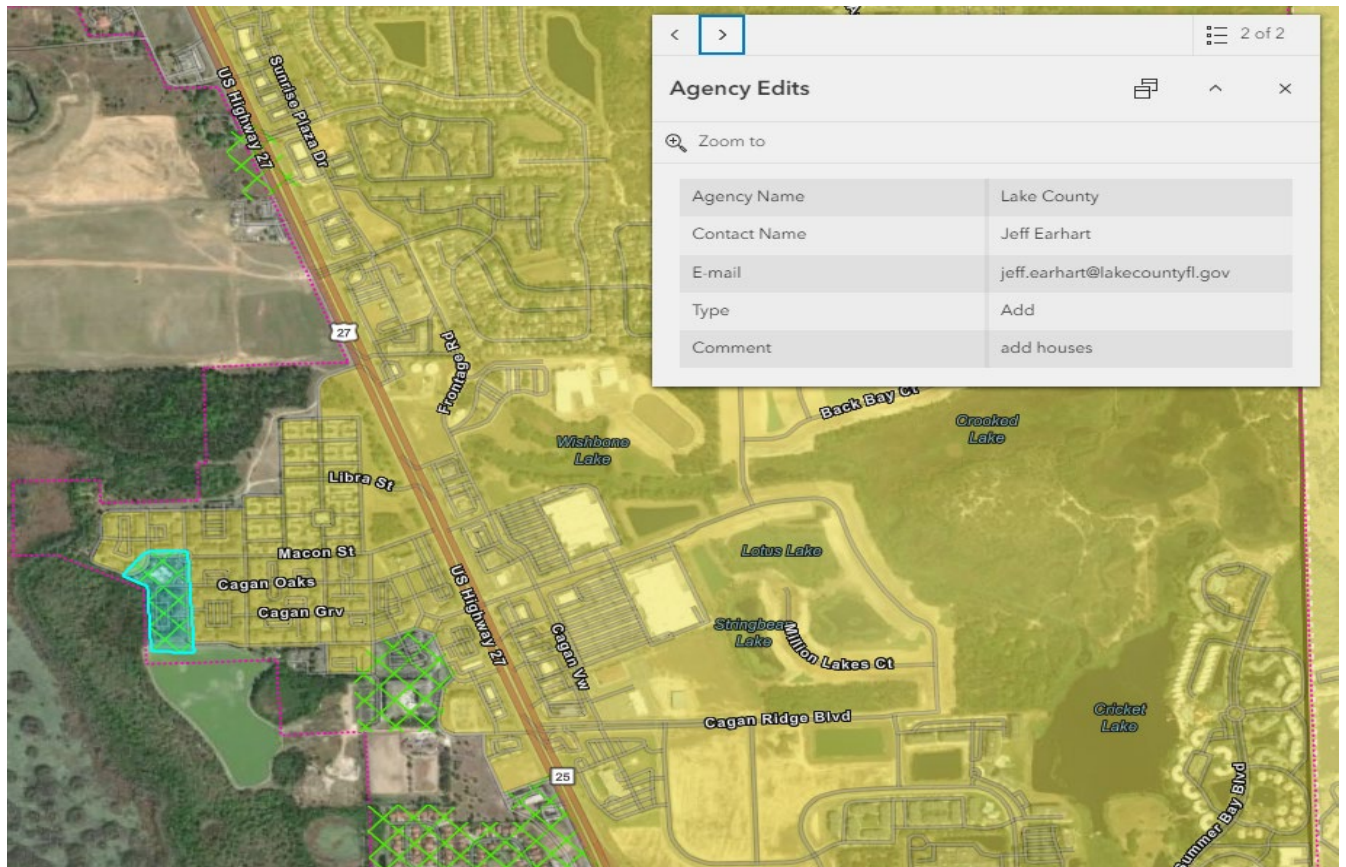 2 of 2
Agency Edits
Zoom to
Agency Name Lake County
Contact Name Jeff Earhart
E-mail jeff.earhart@lakecountyfl.gov
Type Add
Comment add houses
US Highway 27
Sunrise Plaza Dr
27
Frontage Rd
Back Bay Ct
Crooked
Lake
Wishbone
Lake
Libra St
Macon St
Cagan Oaks
Cagan Grv
US Highway 27
Cagan Vw
Lotus Lake
Stringbean
Lake
Million Lakes Ct
Cagan Ridge Blvd
Cricket
Lake
25
Summer Bay Blvd